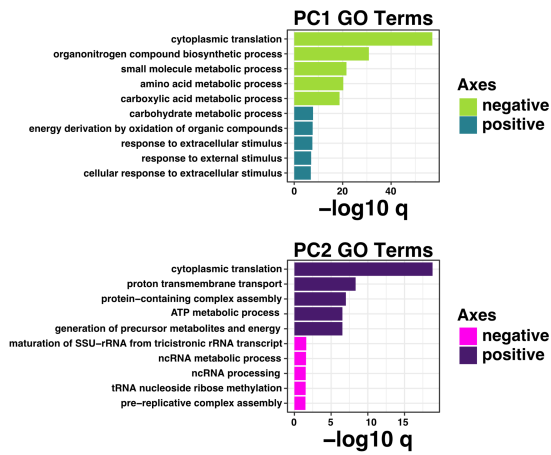 PC1 GO Terms
cytoplasmic translation
organonitrogen compound biosynthetic process
small molecule metabolic process
amino acid metabolic process
carboxylic acid metabolic process
carbohydrate metabolic process
energy derivation by oxidation of organic compounds
response to extracellular stimulus
response to external stimulus
cellular response to extracellular stimulus
0 20 40
−log10 q
Axes
negative
positive
PC2 GO Terms
cytoplasmic translation
proton transmembrane transport
protein−containing complex assembly
ATP metabolic process
generation of precursor metabolites and energy
maturation of SSU−rRNA from tricistronic rRNA transcript
ncRNA metabolic process
ncRNA processing
tRNA nucleoside ribose methylation
pre−replicative complex assembly
0 5 10 15
−log10 q
Axes
negative
positive